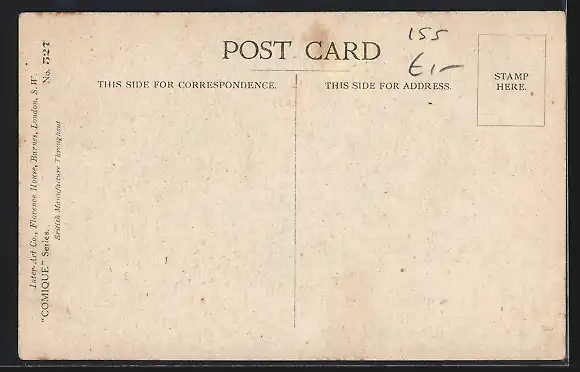 Inter-Art Co., Florence House, Barnes, London, S.W.
"COMIQUE" Series.
No. 527
British Manufacture Throughout
POST CARD
155
€1—
THIS SIDE FOR CORRESPONDENCE.
THIS SIDE FOR ADDRESS.
STAMP
HERE.